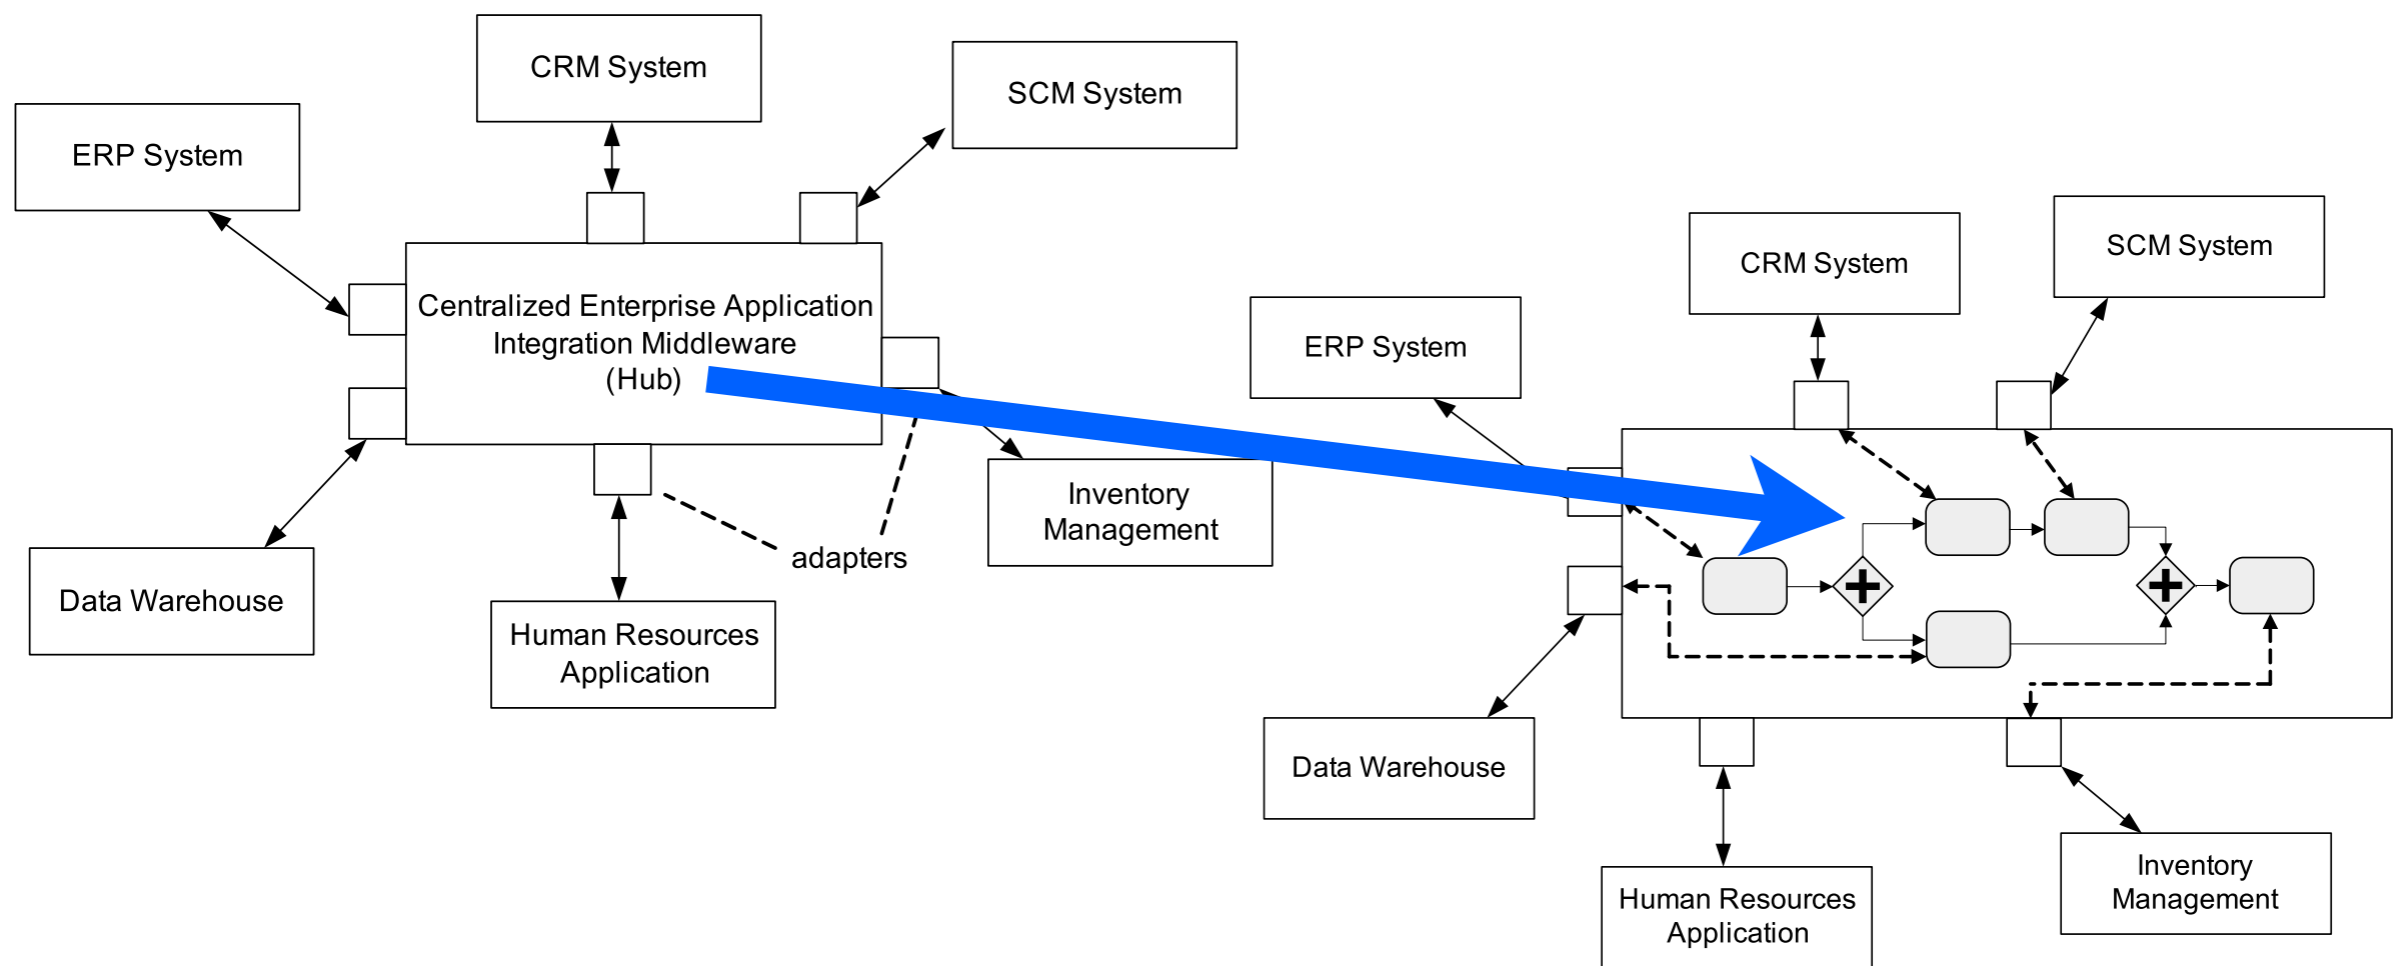 CRM System
SCM System
ERP System
Centralized Enterprise Application
Integration Middleware
(Hub)
Inventory
Management
adapters
Data Warehouse
Human Resources
Application
CRM System
SCM System
ERP System
Data Warehouse
Human Resources
Application
Inventory
Management